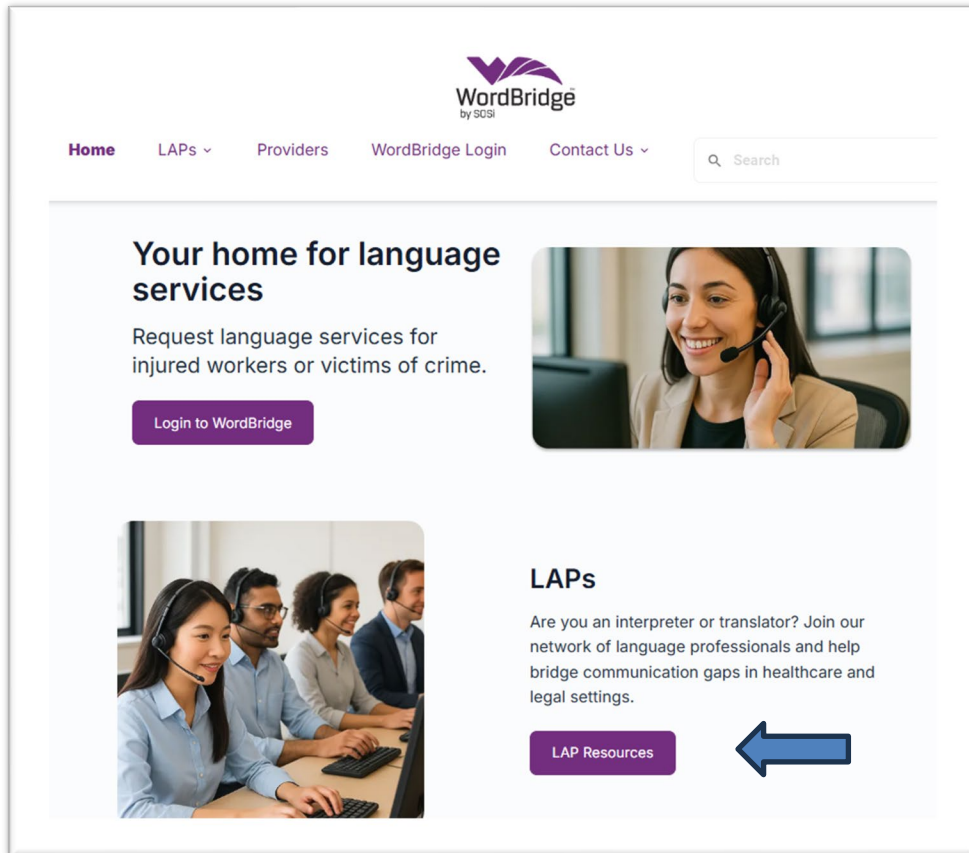 WordBridge
by SOSi
Home LAPs Providers WordBridge Login Contact Us Search
Your home for language
services
Request language services for
injured workers or victims of crime.
Login to WordBridge
LAPs
Are you an interpreter or translator? Join our
network of language professionals and help
bridge communication gaps in healthcare and
legal settings.
LAP Resources